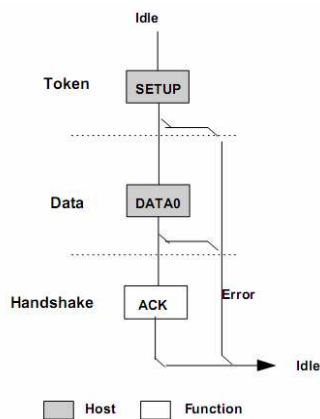 Idle
Token
SETUP
Data
DATA0
Handshake
ACK
Error
Idle
Host
Function